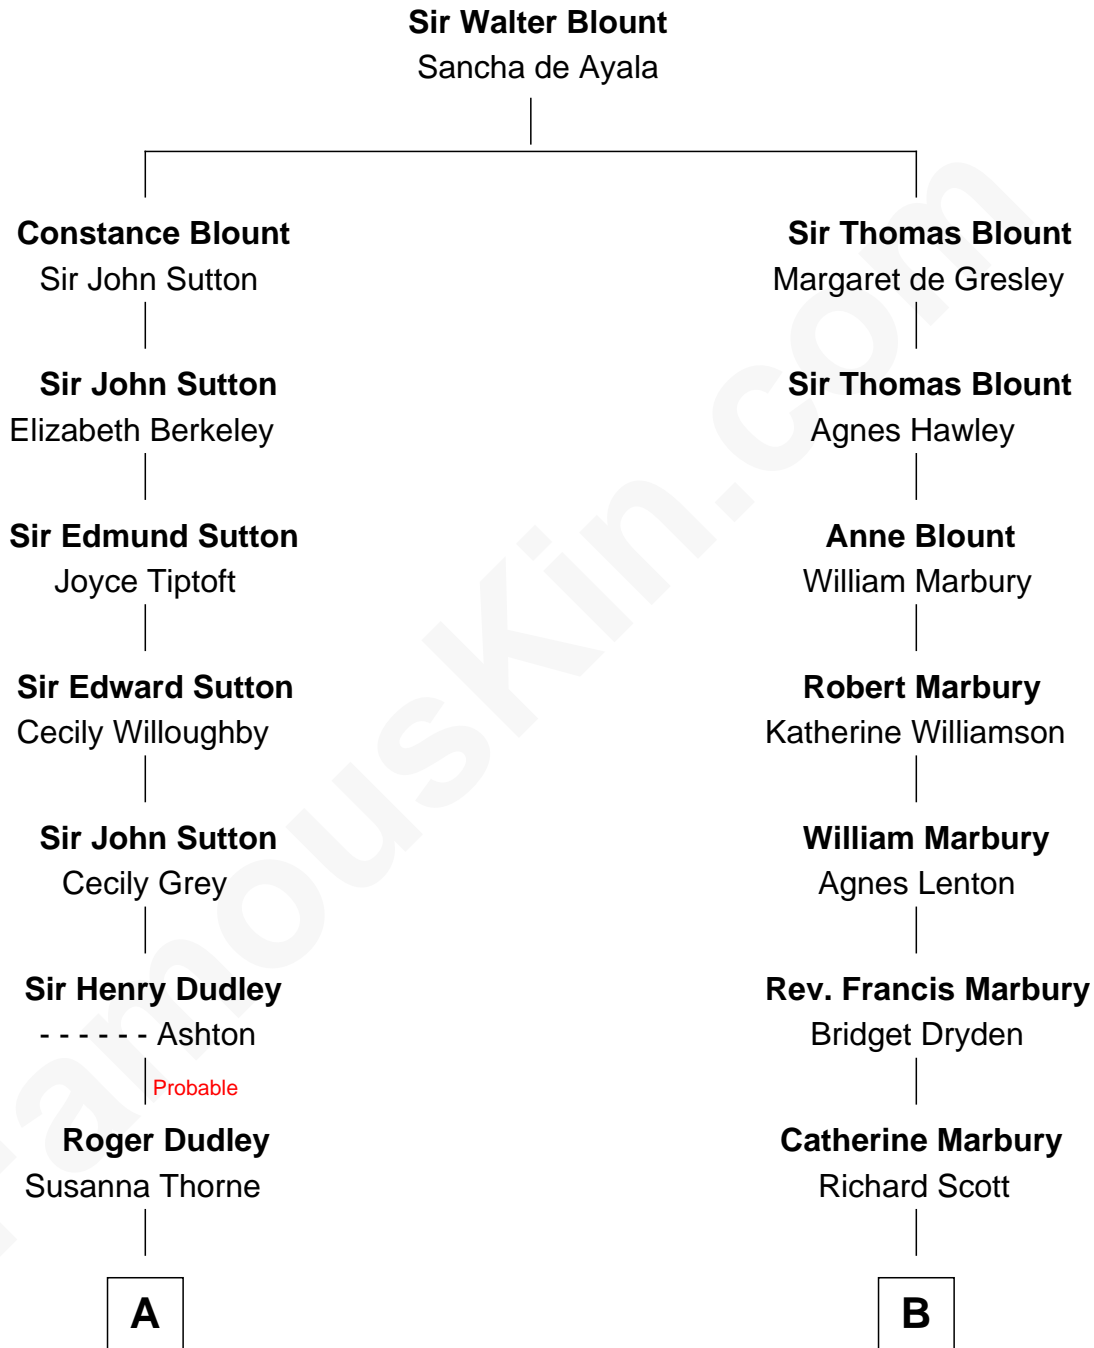 Sir Walter Blount
Sancha de Ayala
Constance Blount
Sir John Sutton
Sir Thomas Blount
Margaret de Gresley
Sir John Sutton
Elizabeth Berkeley
Sir Thomas Blount
Agnes Hawley
Sir Edmund Sutton
Joyce Tiptoft
Anne Blount
William Marbury
Sir Edward Sutton
Cecily Willoughby
Robert Marbury
Katherine Williamson
Sir John Sutton
Cecily Grey
William Marbury
Agnes Lenton
Sir Henry Dudley
- - - - - - Ashton
Probable
Rev. Francis Marbury
Bridget Dryden
Roger Dudley
Susanna Thorne
Catherine Marbury
Richard Scott
A
B
FamousKin.com